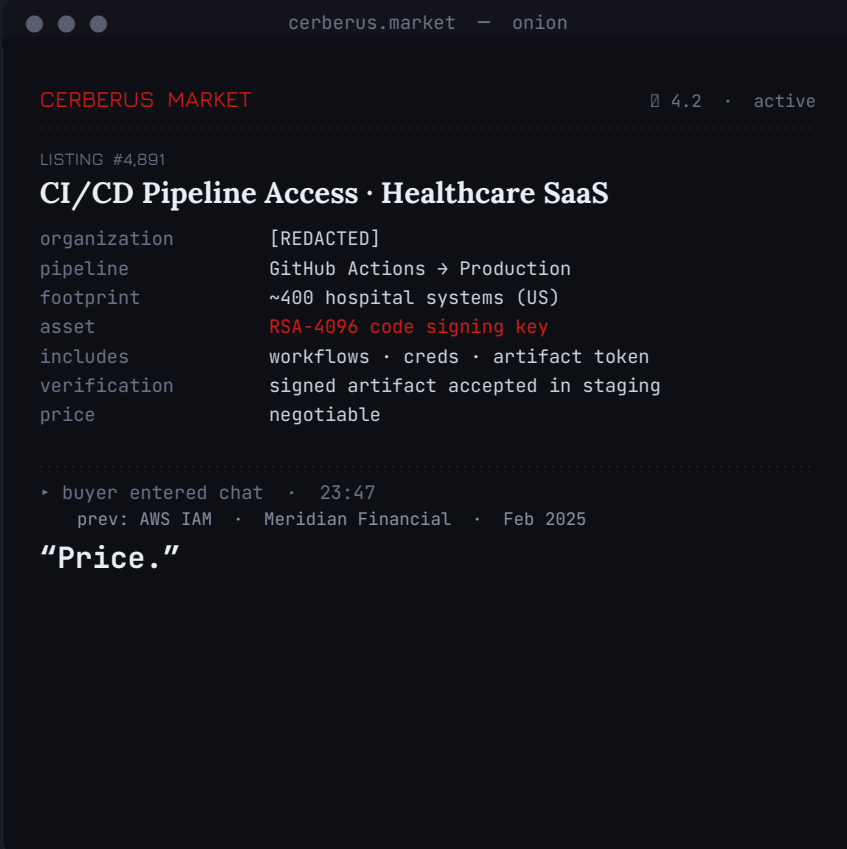 cerberus.market — onion
CERBERUS MARKET
4.2 · active
LISTING #4,891
CI/CD Pipeline Access · Healthcare SaaS
organization [REDACTED]
pipeline GitHub Actions → Production
footprint ~400 hospital systems (US)
asset RSA-4096 code signing key
includes workflows · creds · artifact token
verification signed artifact accepted in staging
price negotiable
▸ buyer entered chat · 23:47
prev: AWS IAM · Meridian Financial · Feb 2025
“Price.”